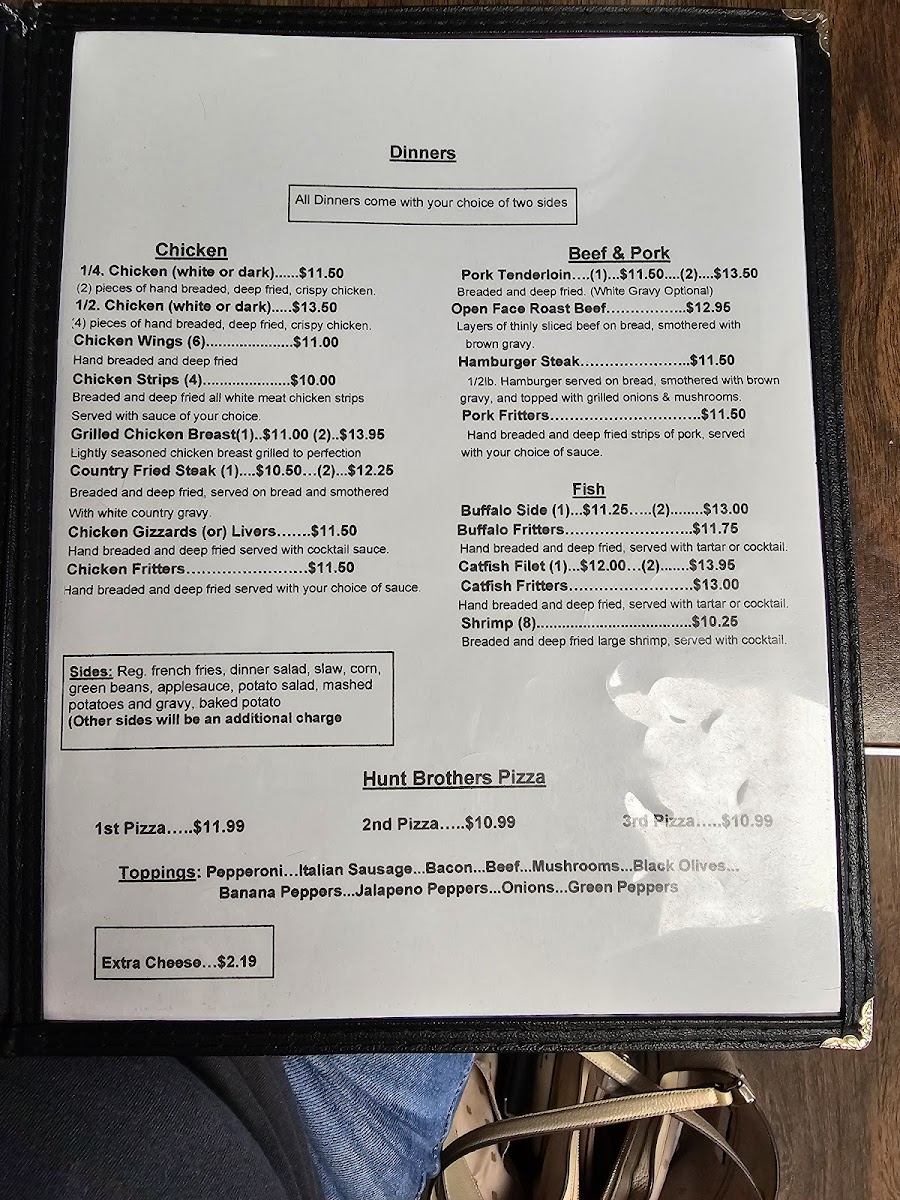 Dinners
All Dinners come with your choice of two sides
Chicken
1/4. Chicken (white or dark)......$11.50
(2) pieces of hand breaded, deep fried, crispy chicken.
1/2. Chicken (white or dark).....$13.50
(4) pieces of hand breaded, deep fried, crispy chicken.
Chicken Wings (6)......................$11.00
Hand breaded and deep fried
Chicken Strips (4)......................$10.00
Breaded and deep fried all white meat chicken strips
Served with sauce of your choice.
Grilled Chicken Breast(1)..$11.00 (2)..$13.95
Lightly seasoned chicken breast grilled to perfection
Country Fried Steak (1)....$10.50...(2)...$12.25
Breaded and deep fried, served on bread and smothered
With white country gravy.
Chicken Gizzards (or) Livers.......$11.50
Hand breaded and deep fried served with cocktail sauce.
Chicken Fritters..............................$11.50
Hand breaded and deep fried served with your choice of sauce.
Beef & Pork
Pork Tenderloin....(1)...$11.50....(2)....$13.50
Breaded and deep fried. (White Gravy Optional)
Open Face Roast Beef..................$12.95
Layers of thinly sliced beef on bread, smothered with
brown gravy.
Hamburger Steak.........................$11.50
1/2lb. Hamburger served on bread, smothered with brown
gravy, and topped with grilled onions & mushrooms.
Pork Fritters....................................$11.50
Hand breaded and deep fried strips of pork, served
with your choice of sauce.
Fish
Buffalo Side (1)...$11.25.....(2)........$13.00
Buffalo Fritters..............................$11.75
Hand breaded and deep fried, served with tartar or cocktail.
Catfish Filet (1)...$12.00...(2).......$13.95
Catfish Fritters.............................$13.00
Hand breaded and deep fried, served with tartar or cocktail.
Shrimp (8).....................................$10.25
Breaded and deep fried large shrimp, served with cocktail.
Sides: Reg. french fries, dinner salad, slaw, corn,
green beans, applesauce, potato salad, mashed
potatoes and gravy, baked potato
(Other sides will be an additional charge
Hunt Brothers Pizza
1st Pizza.....$11.99
2nd Pizza.....$10.99
3rd Pizza.....$10.99
Toppings: Pepperoni...Italian Sausage...Bacon...Beef...Mushrooms...Black Olives...
Banana Peppers...Jalapeno Peppers...Onions...Green Peppers
Extra Cheese...$2.19